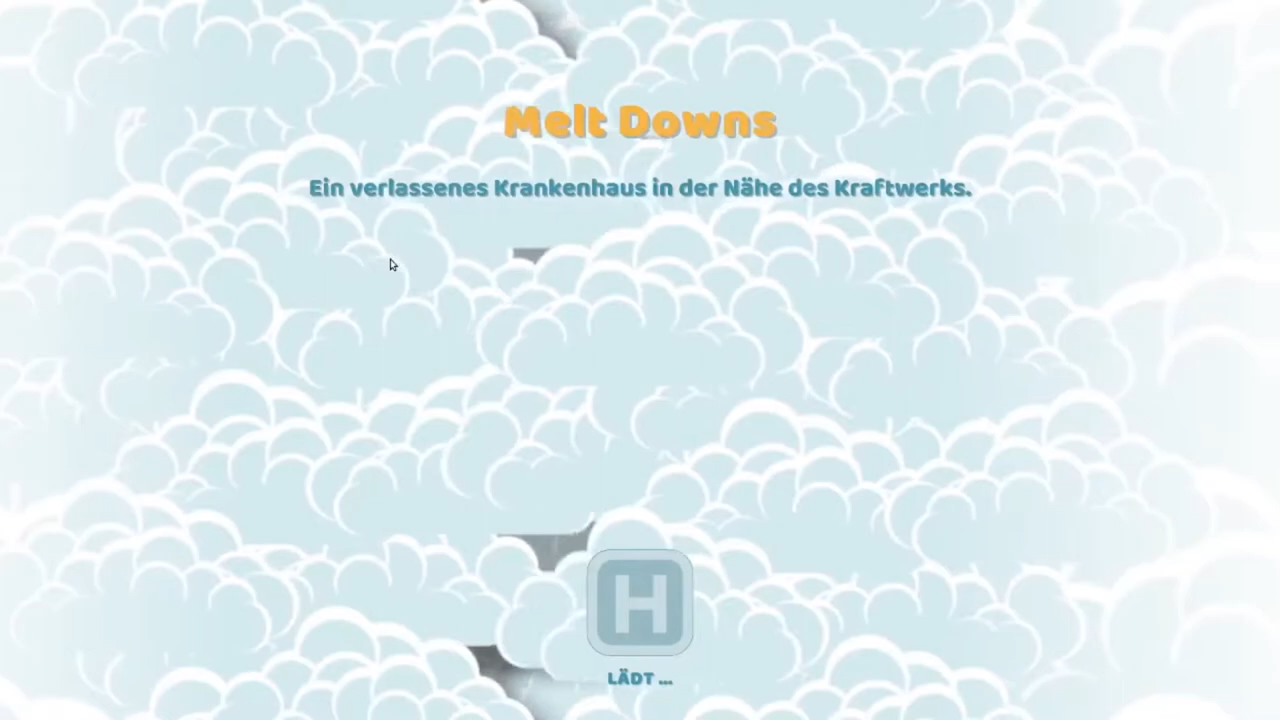 Melt Downs
Ein verlassenes Krankenhaus in der Nähe des Kraftwerks.
H
LÄDT ...